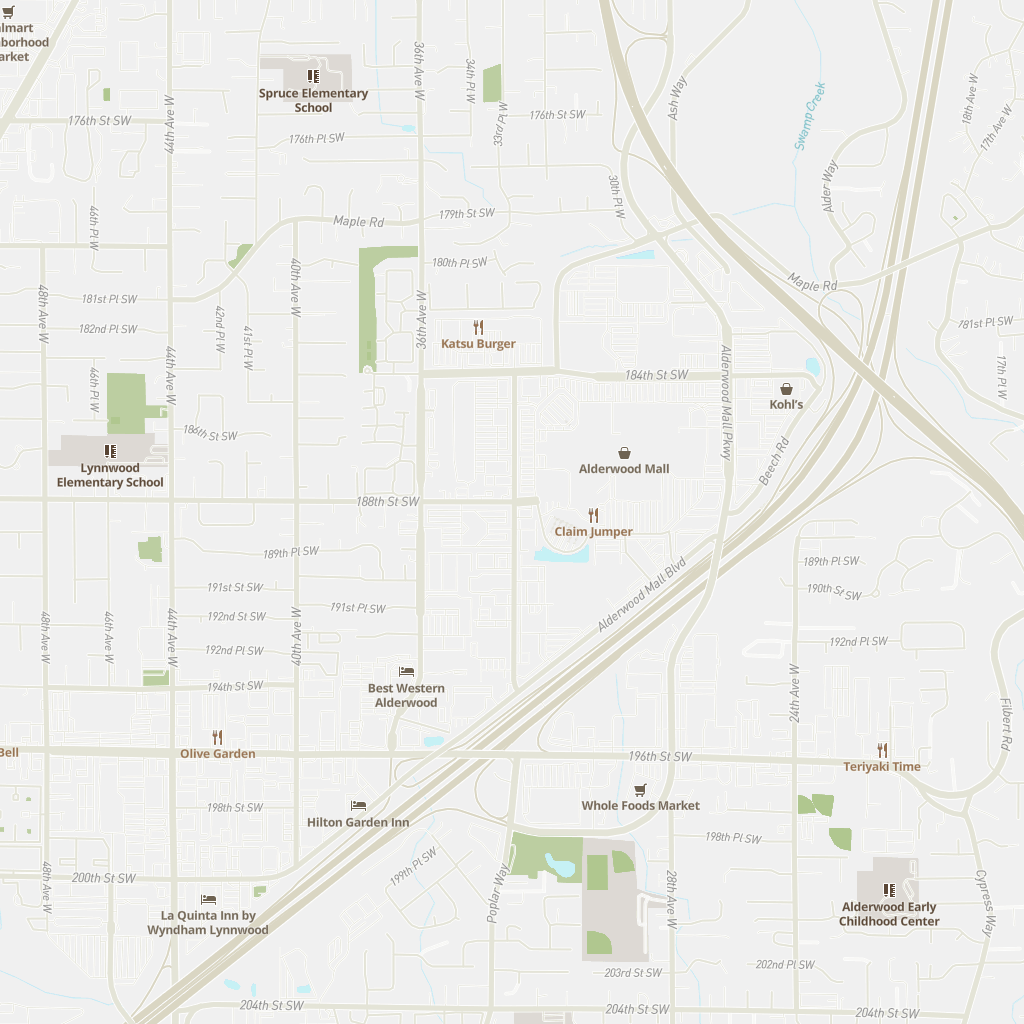 lmart
borhood
arket
Spruce Elementary
School
36th Ave W
34th Pl W
33rd Pl W
Ash Way
Swamp Creek
18th Ave W
17th Ave W
176th St SW
44th Ave W
176th Pl SW
176th St SW
30th Pl W
Alder Way
46th Pl W
Maple Rd
179th St SW
180th Pl SW
Maple Rd
48th Ave W
181st Pl SW
40th Ave W
42nd Pl W
41st Pl W
36th Ave W
182nd Pl SW
Katsu Burger
181st Pl SW
17th Pl W
46th Pl W
44th Ave W
184th St SW
Alderwood Mall Pkwy
Kohl's
186th St SW
Lynnwood
Elementary School
Alderwood Mall
Beech Rd
188th St SW
Claim Jumper
189th Pl SW
189th Pl SW
191st St SW
190th St SW
Alderwood Mall Blvd
48th Ave W
46th Ave W
44th Ave W
192nd St SW
40th Ave W
191st Pl SW
192nd Pl SW
192nd Pl SW
194th St SW
Best Western
Alderwood
24th Ave W
Filbert Rd
Bell
Olive Garden
196th St SW
Teriyaki Time
198th St SW
Hilton Garden Inn
Whole Foods Market
198th Pl SW
48th Ave W
200th St SW
199th Pl SW
Poplar Way
28th Ave W
Cypress Way
La Quinta Inn by
Wyndham Lynnwood
Alderwood Early
Childhood Center
203rd St SW
202nd Pl SW
204th St SW
204th St SW
204th St SW